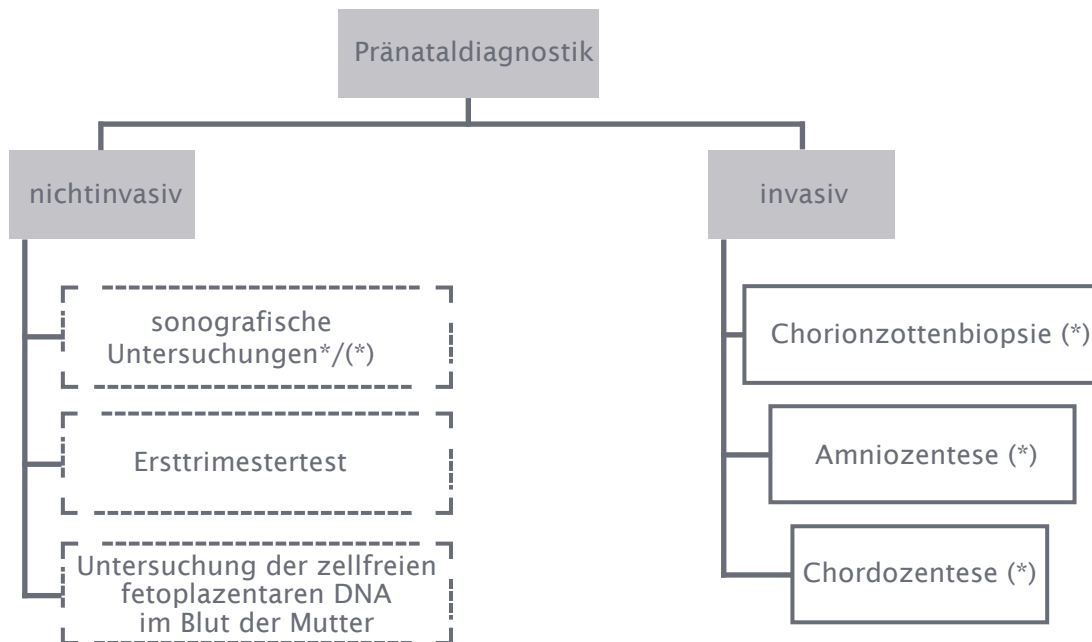 Pränataldiagnostik
nichtinvasiv
sonografische
Untersuchungen*/(*)
Ersttrimestertest
Untersuchung der zellfreien
fetoplazentaren DNA
im Blut der Mutter
invasiv
Chorionzottenbiopsie (*)
Amniozentese (*)
Chordozentese (*)